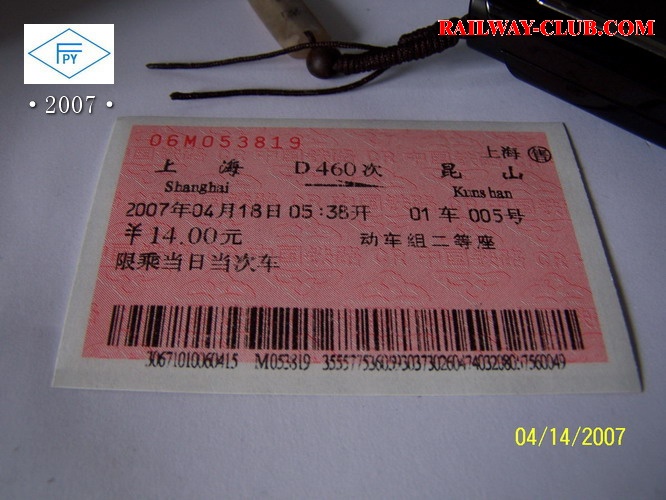 RAILWAY-CLUB.COM
FPY
· 2007 ·
06M053819
上海 售
上海 D460次 昆山
Shanghai Kunshan
2007年04月18日05:38开 01车005号
¥14.00元 动车组二等座
限乘当日当次车
30671010060415 M053819
04/14/2007